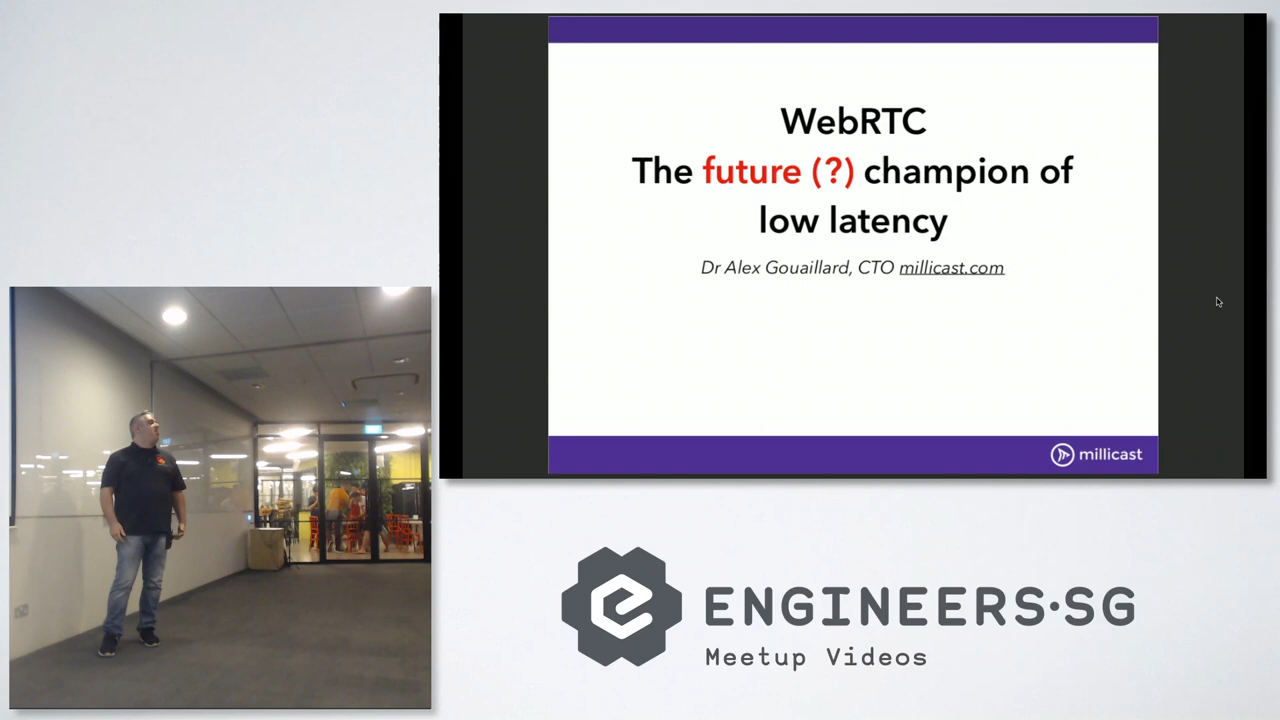 WebRTC
The future (?) champion of
low latency
Dr Alex Gouaillard, CTO millicast.com
millicast
ENGINEERS·SG
Meetup Videos